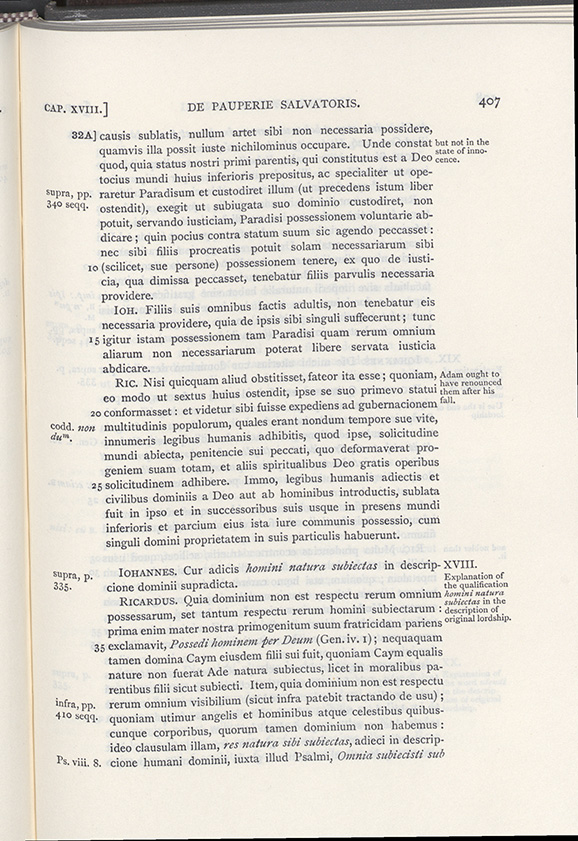 CAP. XVIII.] DE PAUPERIE SALVATORIS. 407
32A] causis sublatis, nullum artet sibi non necessaria possidere,
quamvis illa possit iuste nichilominus occupare. Unde constat but not in the
state of inno-
quod, quia status nostri primi parentis, qui constitutus est a Deo cence.
tocius mundi huius inferioris prepositus, ac specialiter ut ope-
supra, pp. raretur Paradisum et custodiret illum (ut precedens istum liber
340 seqq. ostendit), exegit ut subiugata suo dominio custodiret, non
potuit, servando iusticiam, Paradisi possessionem voluntarie ab-
dicare; quin pocius contra statum suum sic agendo peccasset:
nec sibi filiis procreatis potuit solam necessariarum sibi
10 (scilicet, sue persone) possessionem tenere, ex quo de iusti-
cia, qua dimissa peccasset, tenebatur filiis parvulis necessaria
providere.
IOH. Filiis suis omnibus factis adultis, non tenebatur eis
necessaria providere, quia de ipsis sibi singuli suffecerunt; tunc
15 igitur istam possessionem tam Paradisi quam rerum omnium
aliarum non necessariarum poterat libere servata iusticia
abdicare.
RIC. Nisi quicquam aliud obstitisset, fateor ita esse; quoniam, Adam ought to
have renounced
eo modo ut sextus huius ostendit, ipse se suo primevo statui them after his
fall.
20 conformasset: et videtur sibi fuisse expediens ad gubernacionem
codd. non multitudinis populorum, quales erant nondum tempore sue vite,
dum. innumeris legibus humanis adhibitis, quod ipse, solicitudine
mundi abiecta, penitencie sui peccati, quo deformaverat pro-
geniem suam totam, et aliis spiritualibus Deo gratis operibus
25 solicitudinem adhibere. Immo, legibus humanis adiectis et
civilibus dominiis a Deo aut ab hominibus introductis, sublata
fuit in ipso et in successoribus suis usque in presens mundi
inferioris et parcium eius ista iure communis possessio, cum
singuli domini proprietatem in suis particulis habuerunt.
supra, p. IOHANNES. Cur adicis homini natura subiectas in descrip- XVIII.
335. cione dominii supradicta. Explanation of
the qualification
RICARDUS. Quia dominium non est respectu rerum omnium homini natura
subiectas in the
possessarum, set tantum respectu rerum homini subiectarum: description of
original lordship.
prima enim mater nostra primogenitum suum fratricidam pariens
35 exclamavit, Possedi hominem per Deum (Gen. iv. 1); nequaquam
tamen domina Caym eiusdem filii sui fuit, quoniam Caym equalis
nature non fuerat Ade natura subiectus, licet in moralibus pa-
rentibus filii sicut subiecti. Item, quia dominium non est respectu
infra, pp. rerum omnium visibilium (sicut infra patebit tractando de usu);
410 seqq. quoniam utimur angelis et hominibus atque celestibus quibus-
cunque corporibus, quorum tamen dominium non habemus:
ideo clausulam illam, res natura sibi subiectas, adieci in descrip-
Ps. viii. 8. cione humani dominii, iuxta illud Psalmi, Omnia subiecisti sub